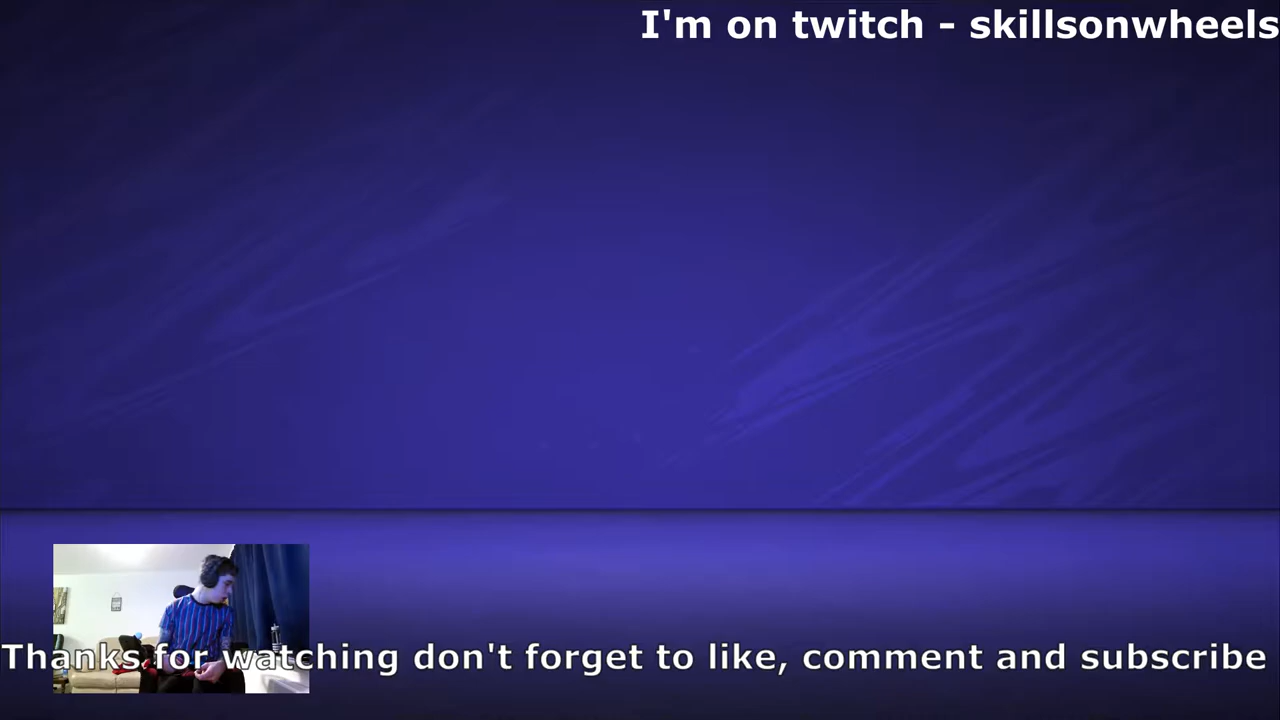 I'm on twitch - skillsonwheels
Thanks for watching don't forget to like, comment and subscribe